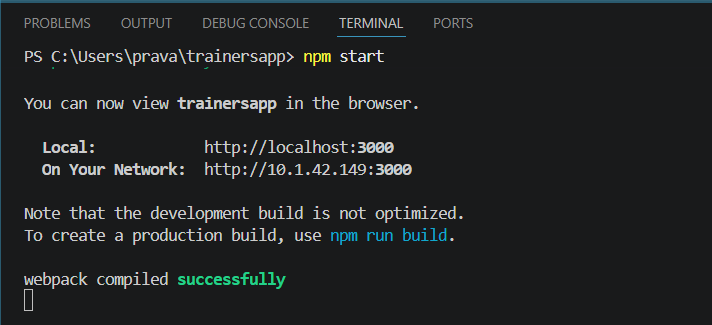 PROBLEMS OUTPUT DEBUG CONSOLE TERMINAL PORTS
PS C:\Users\prava\trainersapp> npm start
You can now view trainersapp in the browser.
Local: http://localhost:3000
On Your Network: http://10.1.42.149:3000
Note that the development build is not optimized.
To create a production build, use npm run build.
webpack compiled successfully